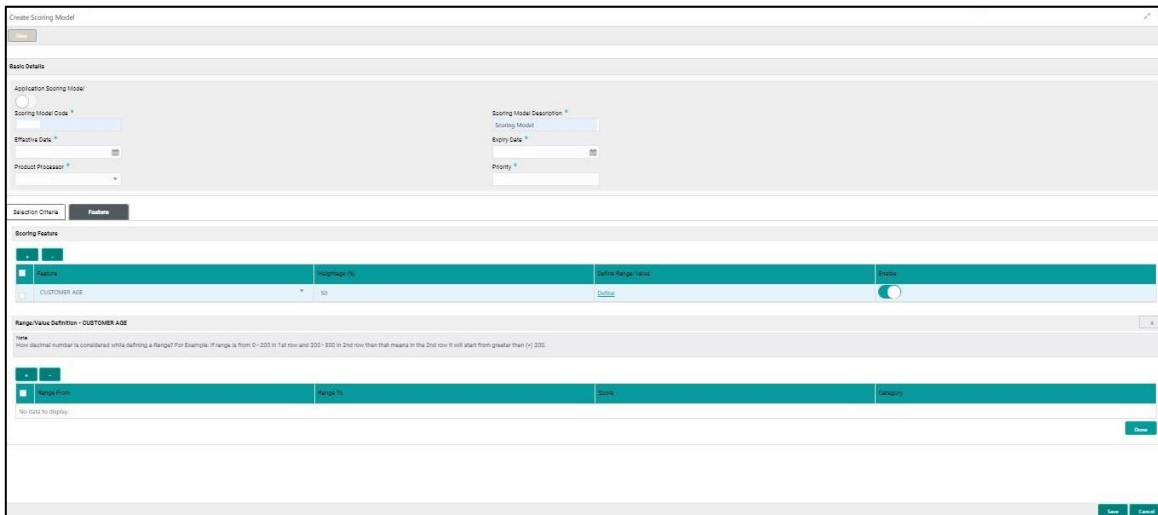 Create Scoring Model
New
Basic Details
Application Scoring Model
Scoring Model Code *
Scoring Model Description *
Scoring Model
Effective Date *
Expiry Date *
Product Processor *
Priority *
Selection Criteria
Feature
Scoring Feature
+ -
Feature Weightage (%) Define Range/Value Enable
CUSTOMER AGE 50 Define
Range/Value Definition - CUSTOMER AGE
x
Note
How decimal number is considered while defining a Range? For Example: If range is from 0 - 200 in 1st row and 200 - 500 in 2nd row then that means in the 2nd row it will start from greater then (>) 200.
+ -
Range From Range To Score Category
No data to display.
Done
Save Cancel